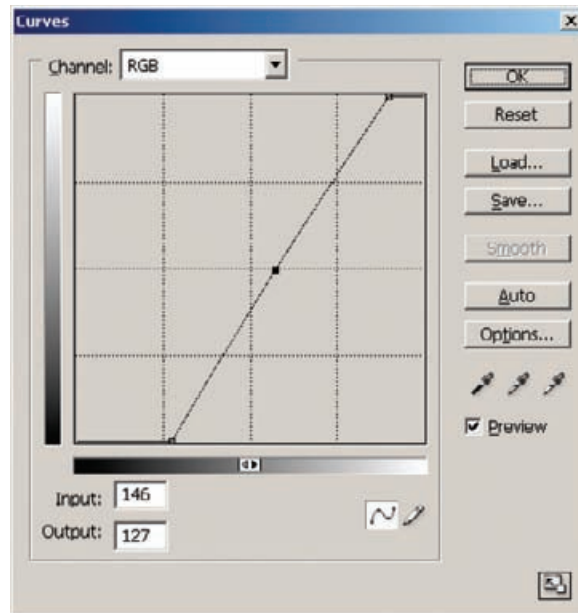 Curves
Channel: RGB
OK
Reset
Load...
Save...
Smooth
Auto
Options...
Preview
Input: 146
Output: 127